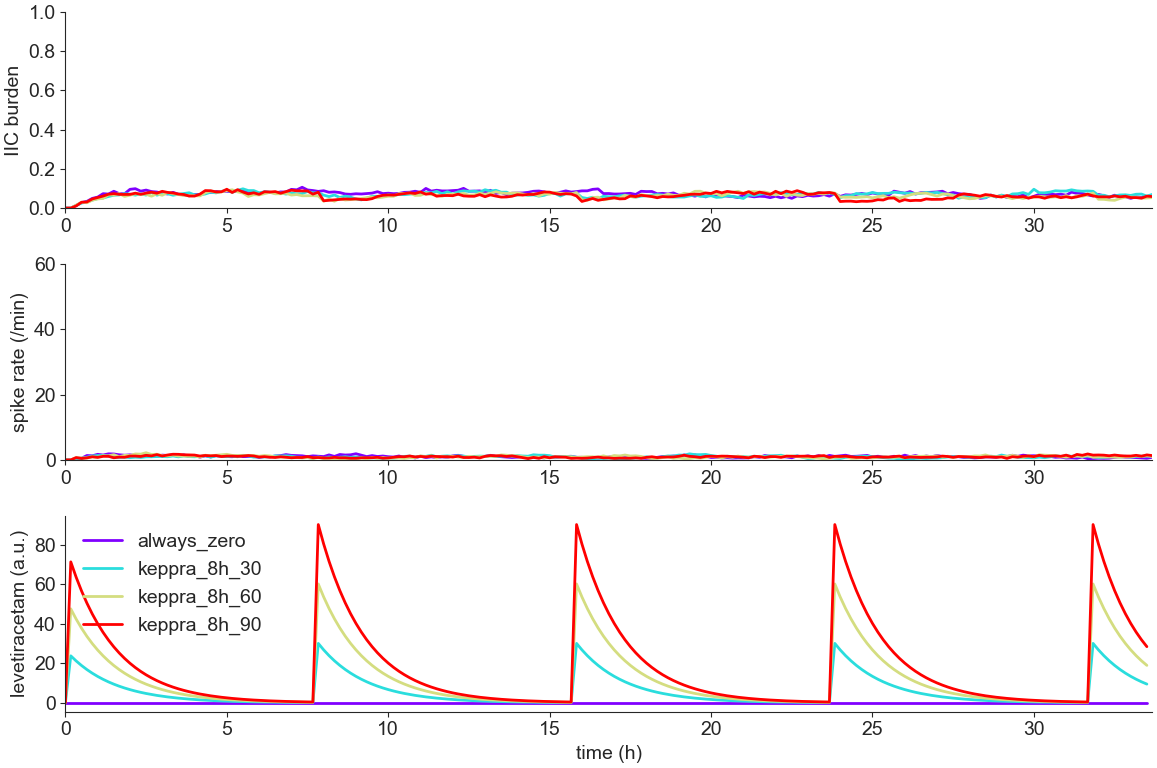 IIC burden
1.0
0.8
0.6
0.4
0.2
0.0
0 5 10 15 20 25 30
spike rate (/min)
60
40
20
0
0 5 10 15 20 25 30
levetiracetam (a.u.)
80
60
40
20
0
always_zero
keppra_8h_30
keppra_8h_60
keppra_8h_90
0 5 10 15 20 25 30
time (h)